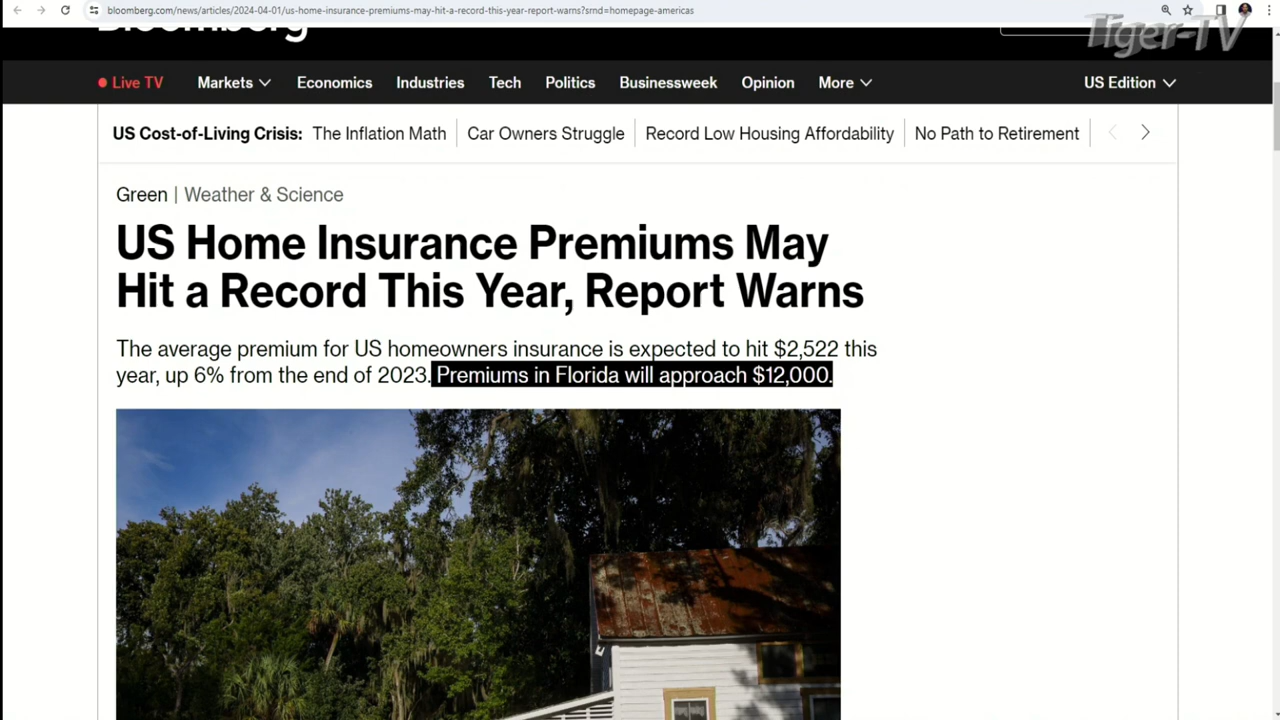 bloomberg.com/news/articles/2024-04-01/us-home-insurance-premiums-may-hit-a-record-this-year-report-warns?srnd=homepage-americas
Tiger-TV
Bloomberg
Live TV Markets Economics Industries Tech Politics Businessweek Opinion More US Edition
US Cost-of-Living Crisis: The Inflation Math Car Owners Struggle Record Low Housing Affordability No Path to Retirement
Green | Weather & Science
US Home Insurance Premiums May
Hit a Record This Year, Report Warns
The average premium for US homeowners insurance is expected to hit $2,522 this
year, up 6% from the end of 2023. Premiums in Florida will approach $12,000.